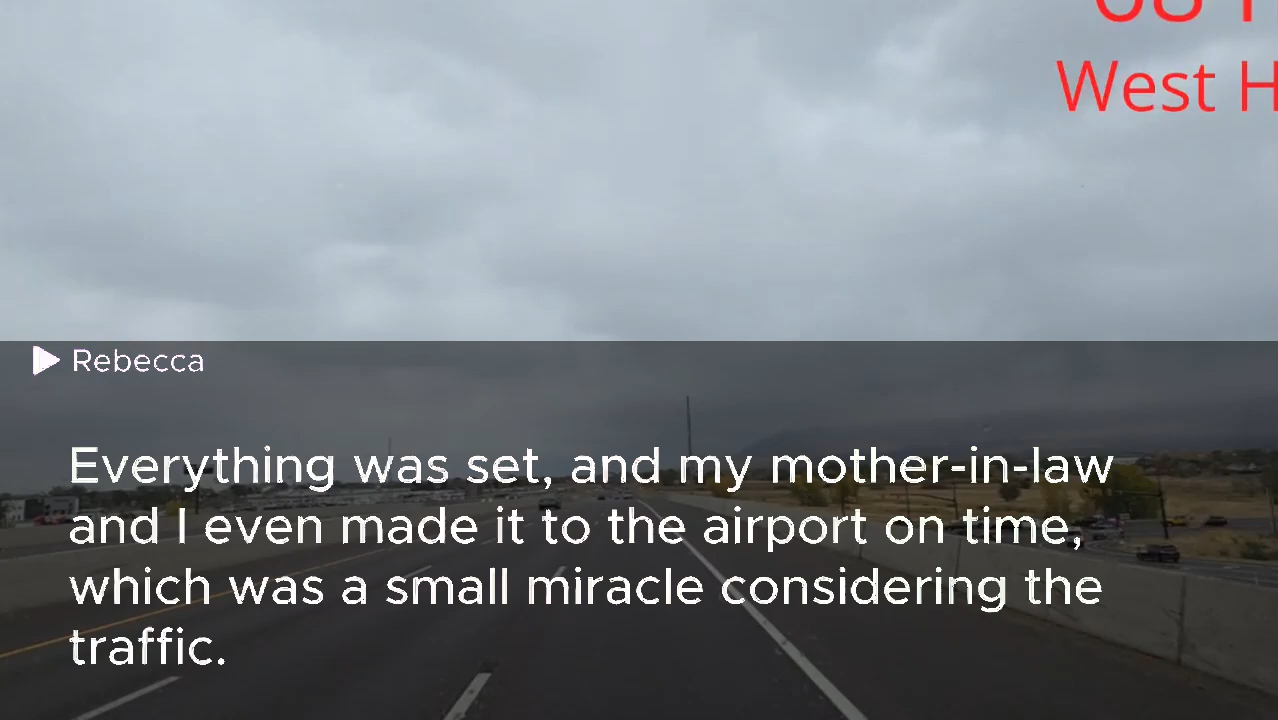 West
Rebecca
Everything was set, and my mother-in-law
and I even made it to the airport on time,
which was a small miracle considering the
traffic.